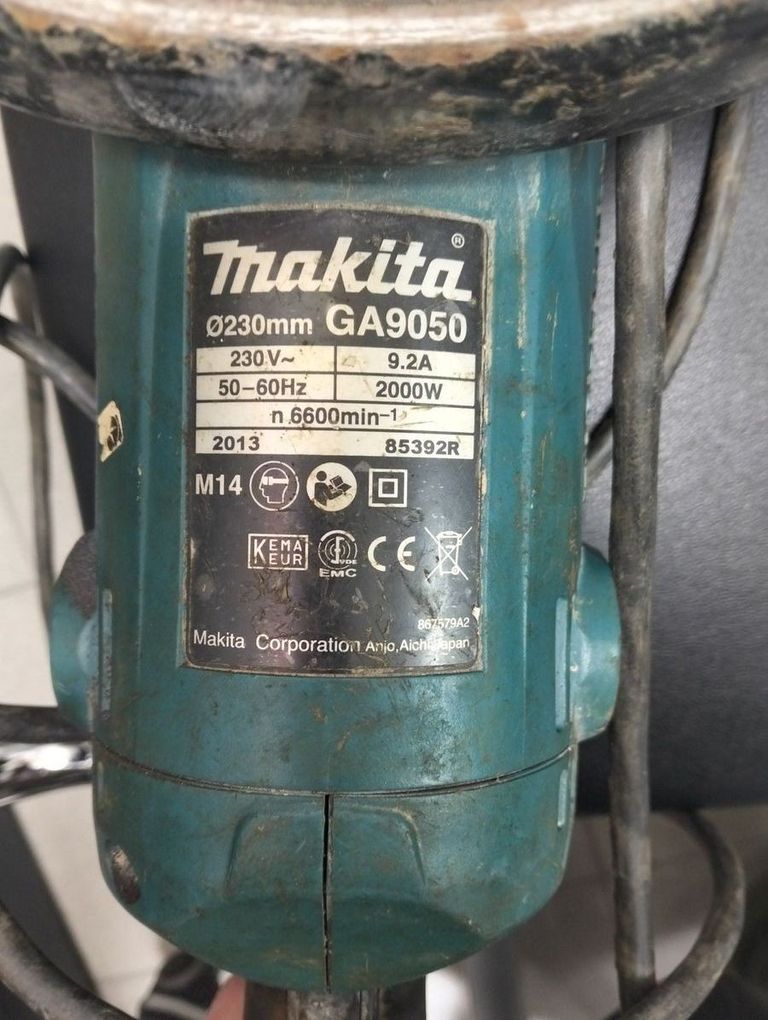 makita®
Ø230mm GA9050
230V~ 9.2A
50-60Hz 2000W
n 6600min⁻¹
2013 85392R
M14
KEMA
EUR
VDE
EMC
CE
867579A2
Makita Corporation Anjo, Aichi Japan